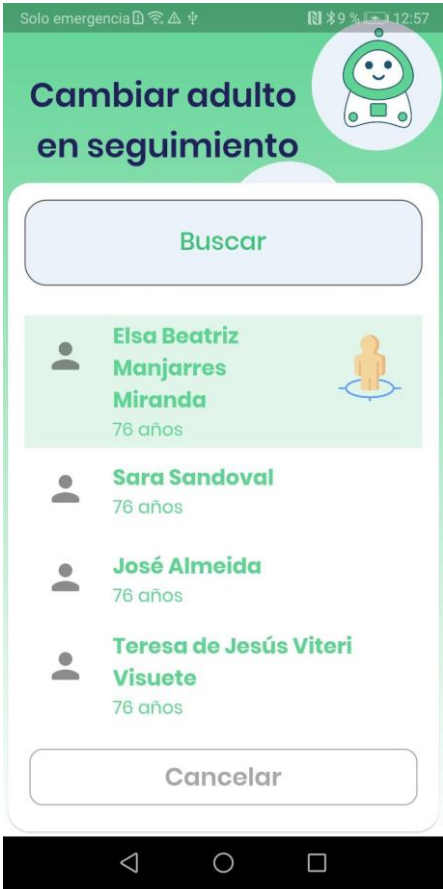 Solo emergencia 9 % 12:57
Cambiar adulto
en seguimiento
Buscar
Elsa Beatriz
Manjarres
Miranda
76 años
Sara Sandoval
76 años
José Almeida
76 años
Teresa de Jesús Viteri
Visuete
76 años
Cancelar